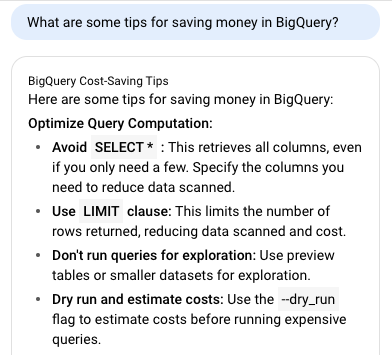 What are some tips for saving money in BigQuery?
BigQuery Cost-Saving Tips
Here are some tips for saving money in BigQuery:
Optimize Query Computation:
• Avoid SELECT * : This retrieves all columns, even
if you only need a few. Specify the columns you
need to reduce data scanned.
• Use LIMIT clause: This limits the number of
rows returned, reducing data scanned and cost.
• Don't run queries for exploration: Use preview
tables or smaller datasets for exploration.
• Dry run and estimate costs: Use the --dry_run
flag to estimate costs before running expensive
queries.